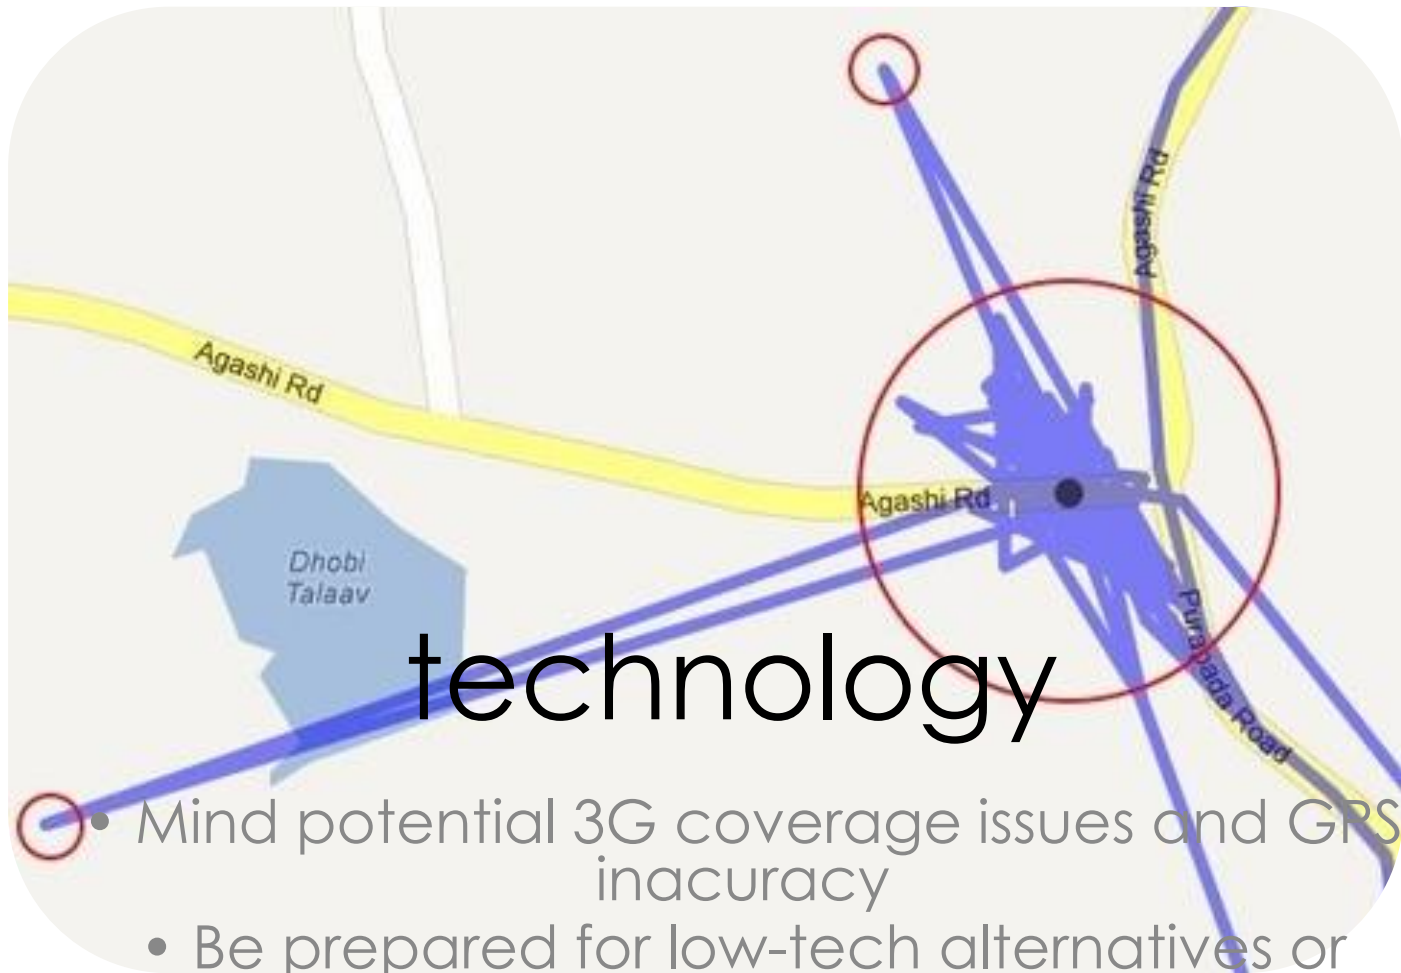 Agashi Rd
Agashi Rd
Agashi Rd
Dhobi
Talaav
Purapada Road
technology
• Mind potential 3G coverage issues and GPS
inacuracy
• Be prepared for low-tech alternatives or